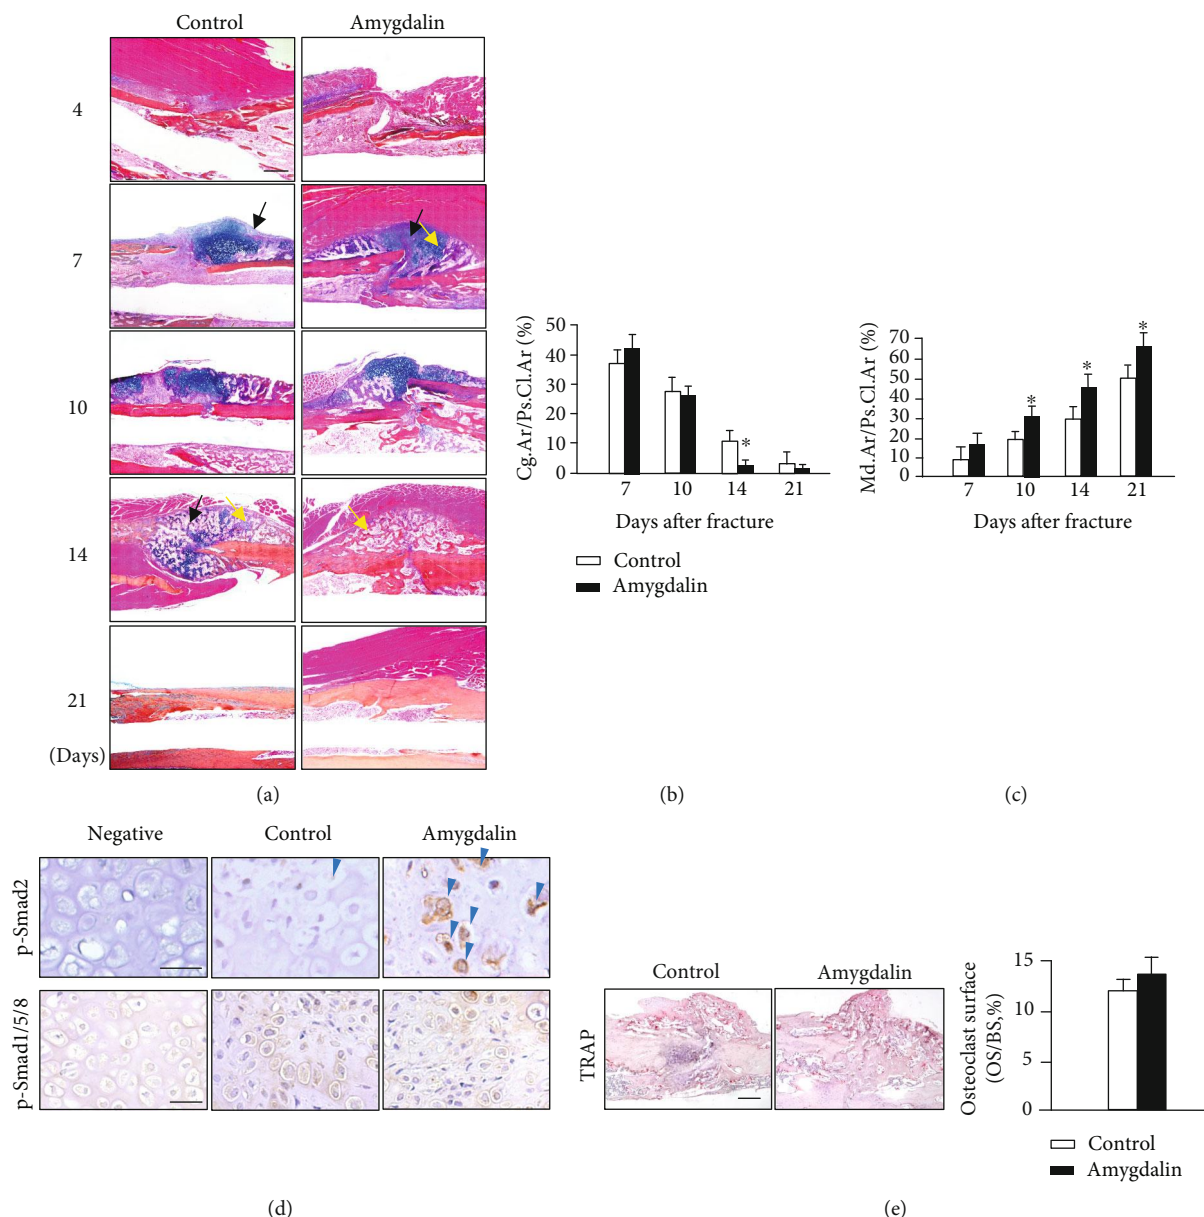 Control Amygdalin
4
7
10
14
21
(Days)
(a)
Cg.Ar/Ps.Cl.Ar (%)
50
40
30
20
10
0
*
7 10 14 21
Days after fracture
Control
Amygdalin
(b)
Md.Ar/Ps.Cl.Ar (%)
70
60
50
40
30
20
10
0
* * *
7 10 14 21
Days after fracture
(c)
Negative Control Amygdalin
p-Smad2
p-Smad1/5/8
(d)
Control Amygdalin
TRAP
Osteoclast surface
(OS/BS,%)
15
10
5
0
Control
Amygdalin
(e)